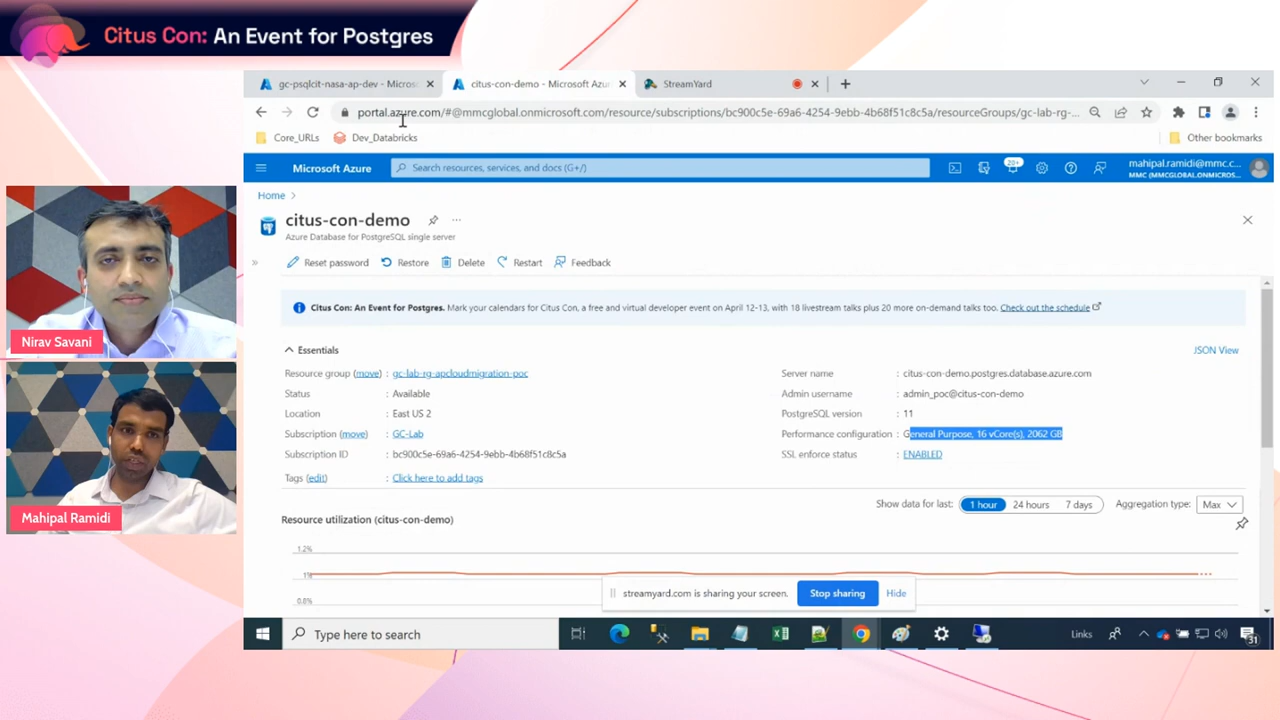 Citus Con: An Event for Postgres
gc-psqlcit-nasa-ap-dev - Micros
citus-con-demo - Microsoft Azur
StreamYard
portal.azure.com/#@mmcglobal.onmicrosoft.com/resource/subscriptions/bc900c5e-69a6-4254-9ebb-4b68f51c8c5a/resourceGroups/gc-lab-rg-...
Core_URLs
Dev_Databricks
Other bookmarks
Microsoft Azure
Search resources, services, and docs (G+/)
20+
mahipal.ramidi@mmc.c...
MMC (MMCGLOBAL.ONMICROS...
Home >
citus-con-demo
Azure Database for PostgreSQL single server
Reset password
Restore
Delete
Restart
Feedback
Citus Con: An Event for Postgres. Mark your calendars for Citus Con, a free and virtual developer event on April 12-13, with 18 livestream talks plus 20 more on-demand talks too. Check out the schedule
Essentials
JSON View
Resource group (move) : gc-lab-rg-apcloudmigration-poc
Status : Available
Location : East US 2
Subscription (move) : GC-Lab
Subscription ID : bc900c5e-69a6-4254-9ebb-4b68f51c8c5a
Tags (edit) : Click here to add tags
Server name : citus-con-demo.postgres.database.azure.com
Admin username : admin_poc@citus-con-demo
PostgreSQL version : 11
Performance configuration : General Purpose, 16 vCore(s), 2062 GB
SSL enforce status : ENABLED
Show data for last: 1 hour 24 hours 7 days Aggregation type: Max
Resource utilization (citus-con-demo)
1.2%
1%
0.8%
streamyard.com is sharing your screen.
Stop sharing
Hide
Type here to search
Links
31
Nirav Savani
Mahipal Ramidi